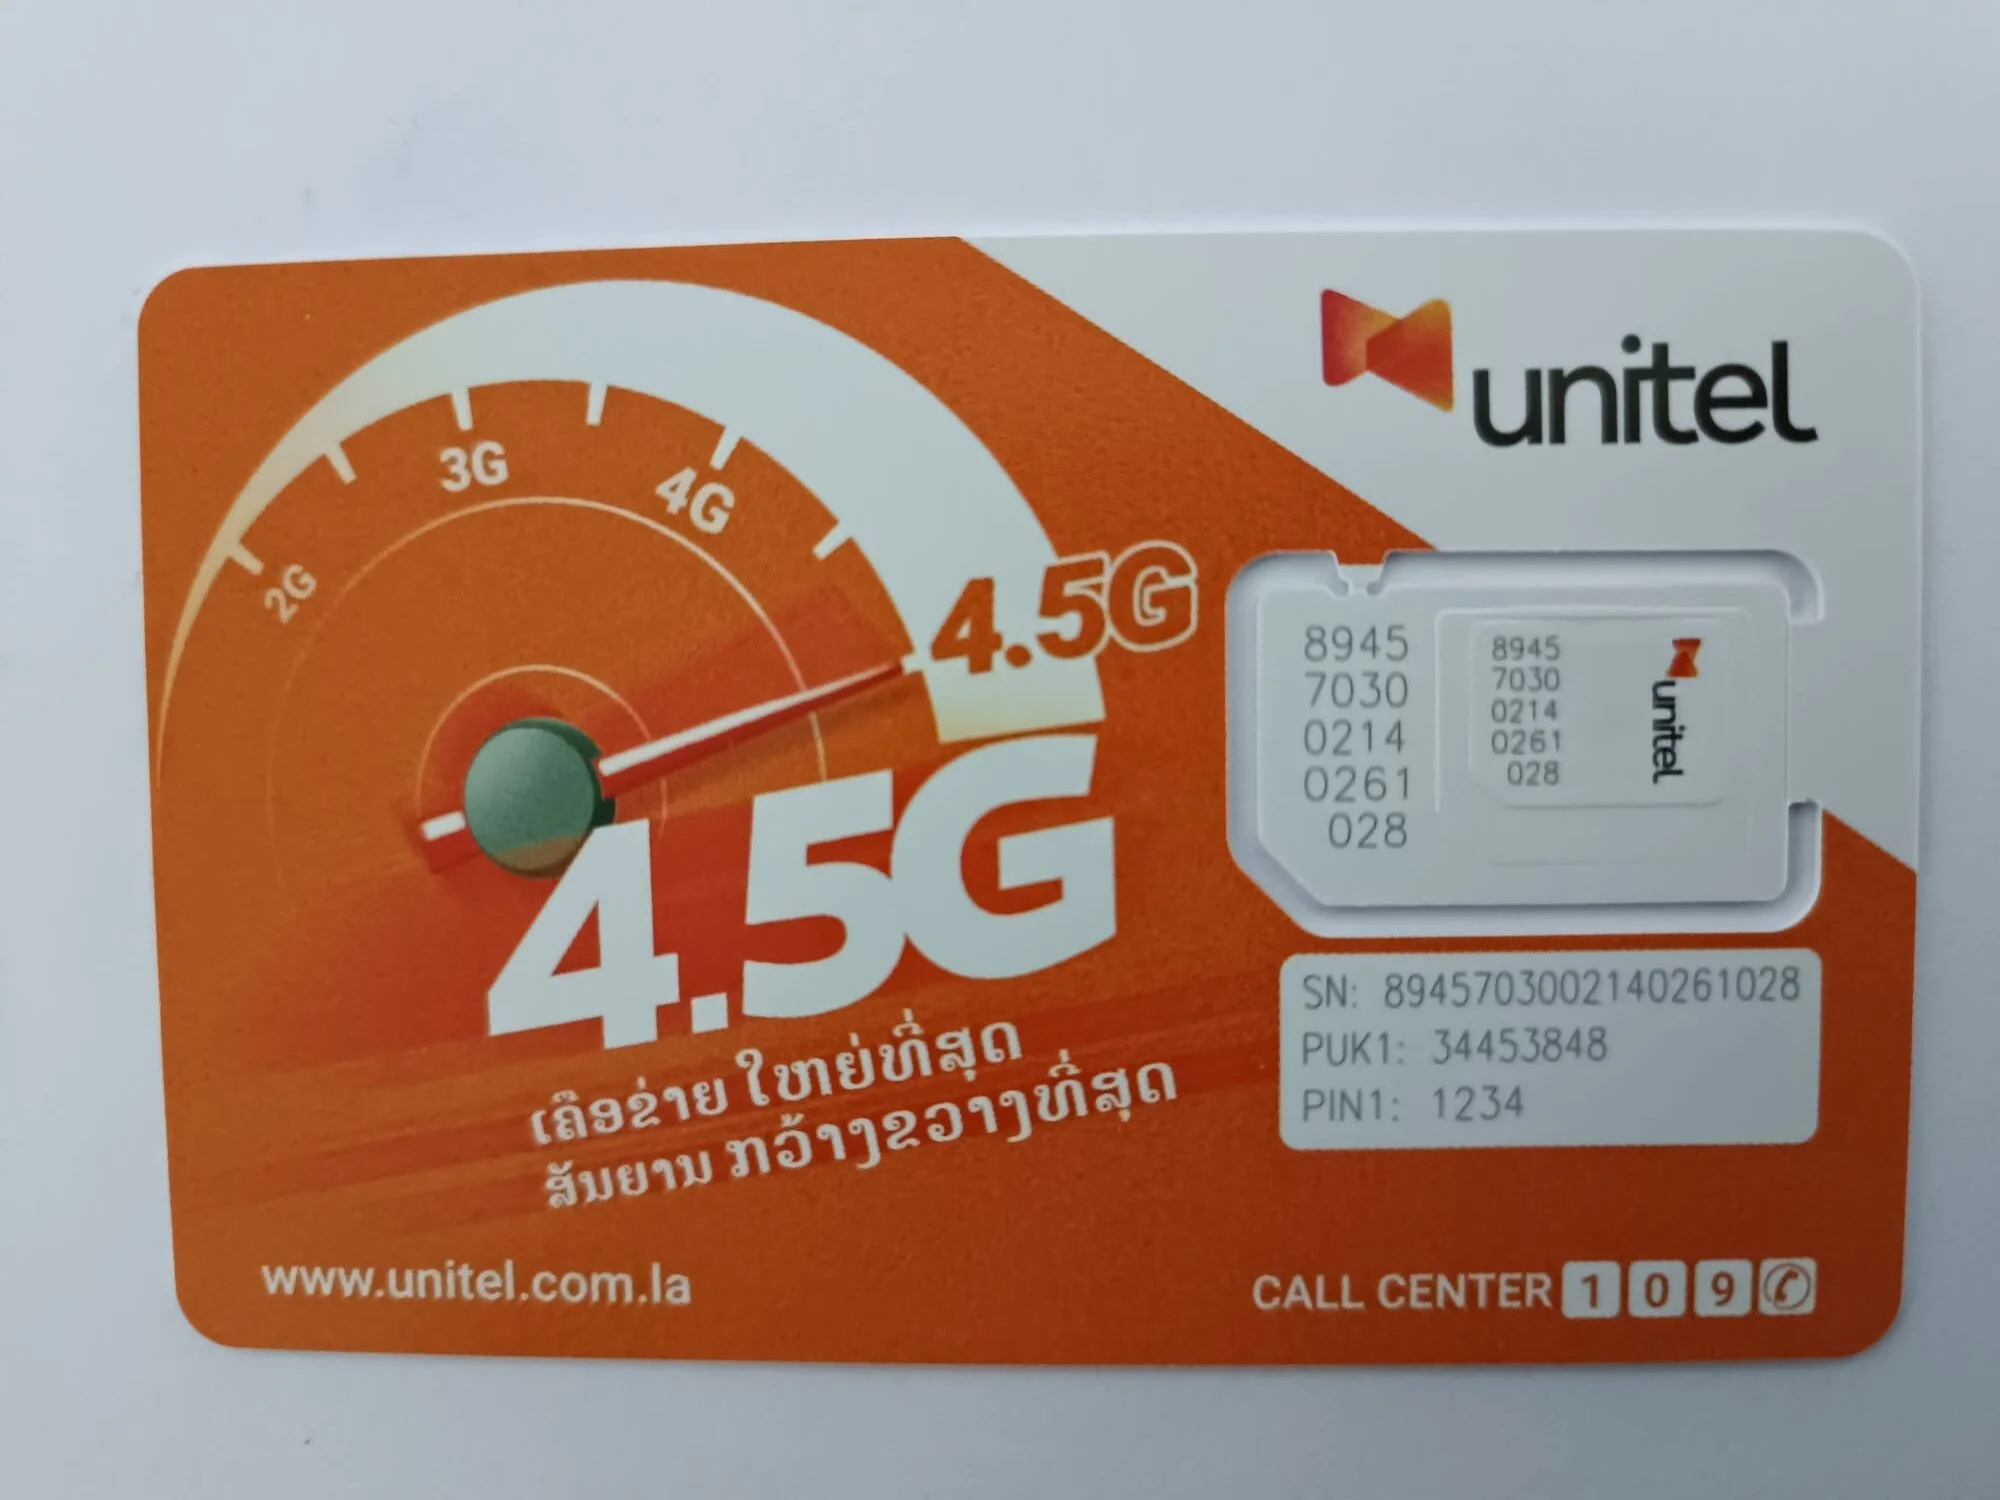 unitel
2G
3G
4G
4.5G
4.5G
ເຄືອຂ່າຍ ໃຫຍ່ທີ່ສຸດ
ສັນຍານ ກວ້າງຂວາງທີ່ສຸດ
8945
7030
0214
0261
028
8945
7030
0214
0261
028
unitel
SN: 8945703002140261028
PUK1: 34453848
PIN1: 1234
www.unitel.com.la
CALL CENTER 109